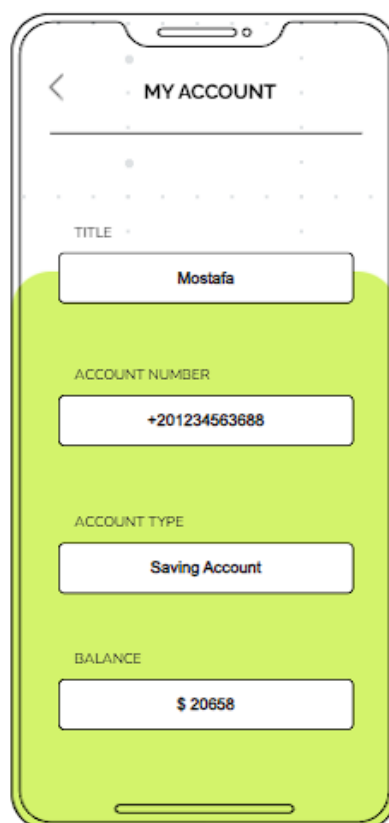 MY ACCOUNT
TITLE
Mostafa
ACCOUNT NUMBER
+201234563688
ACCOUNT TYPE
Saving Account
BALANCE
$ 20658